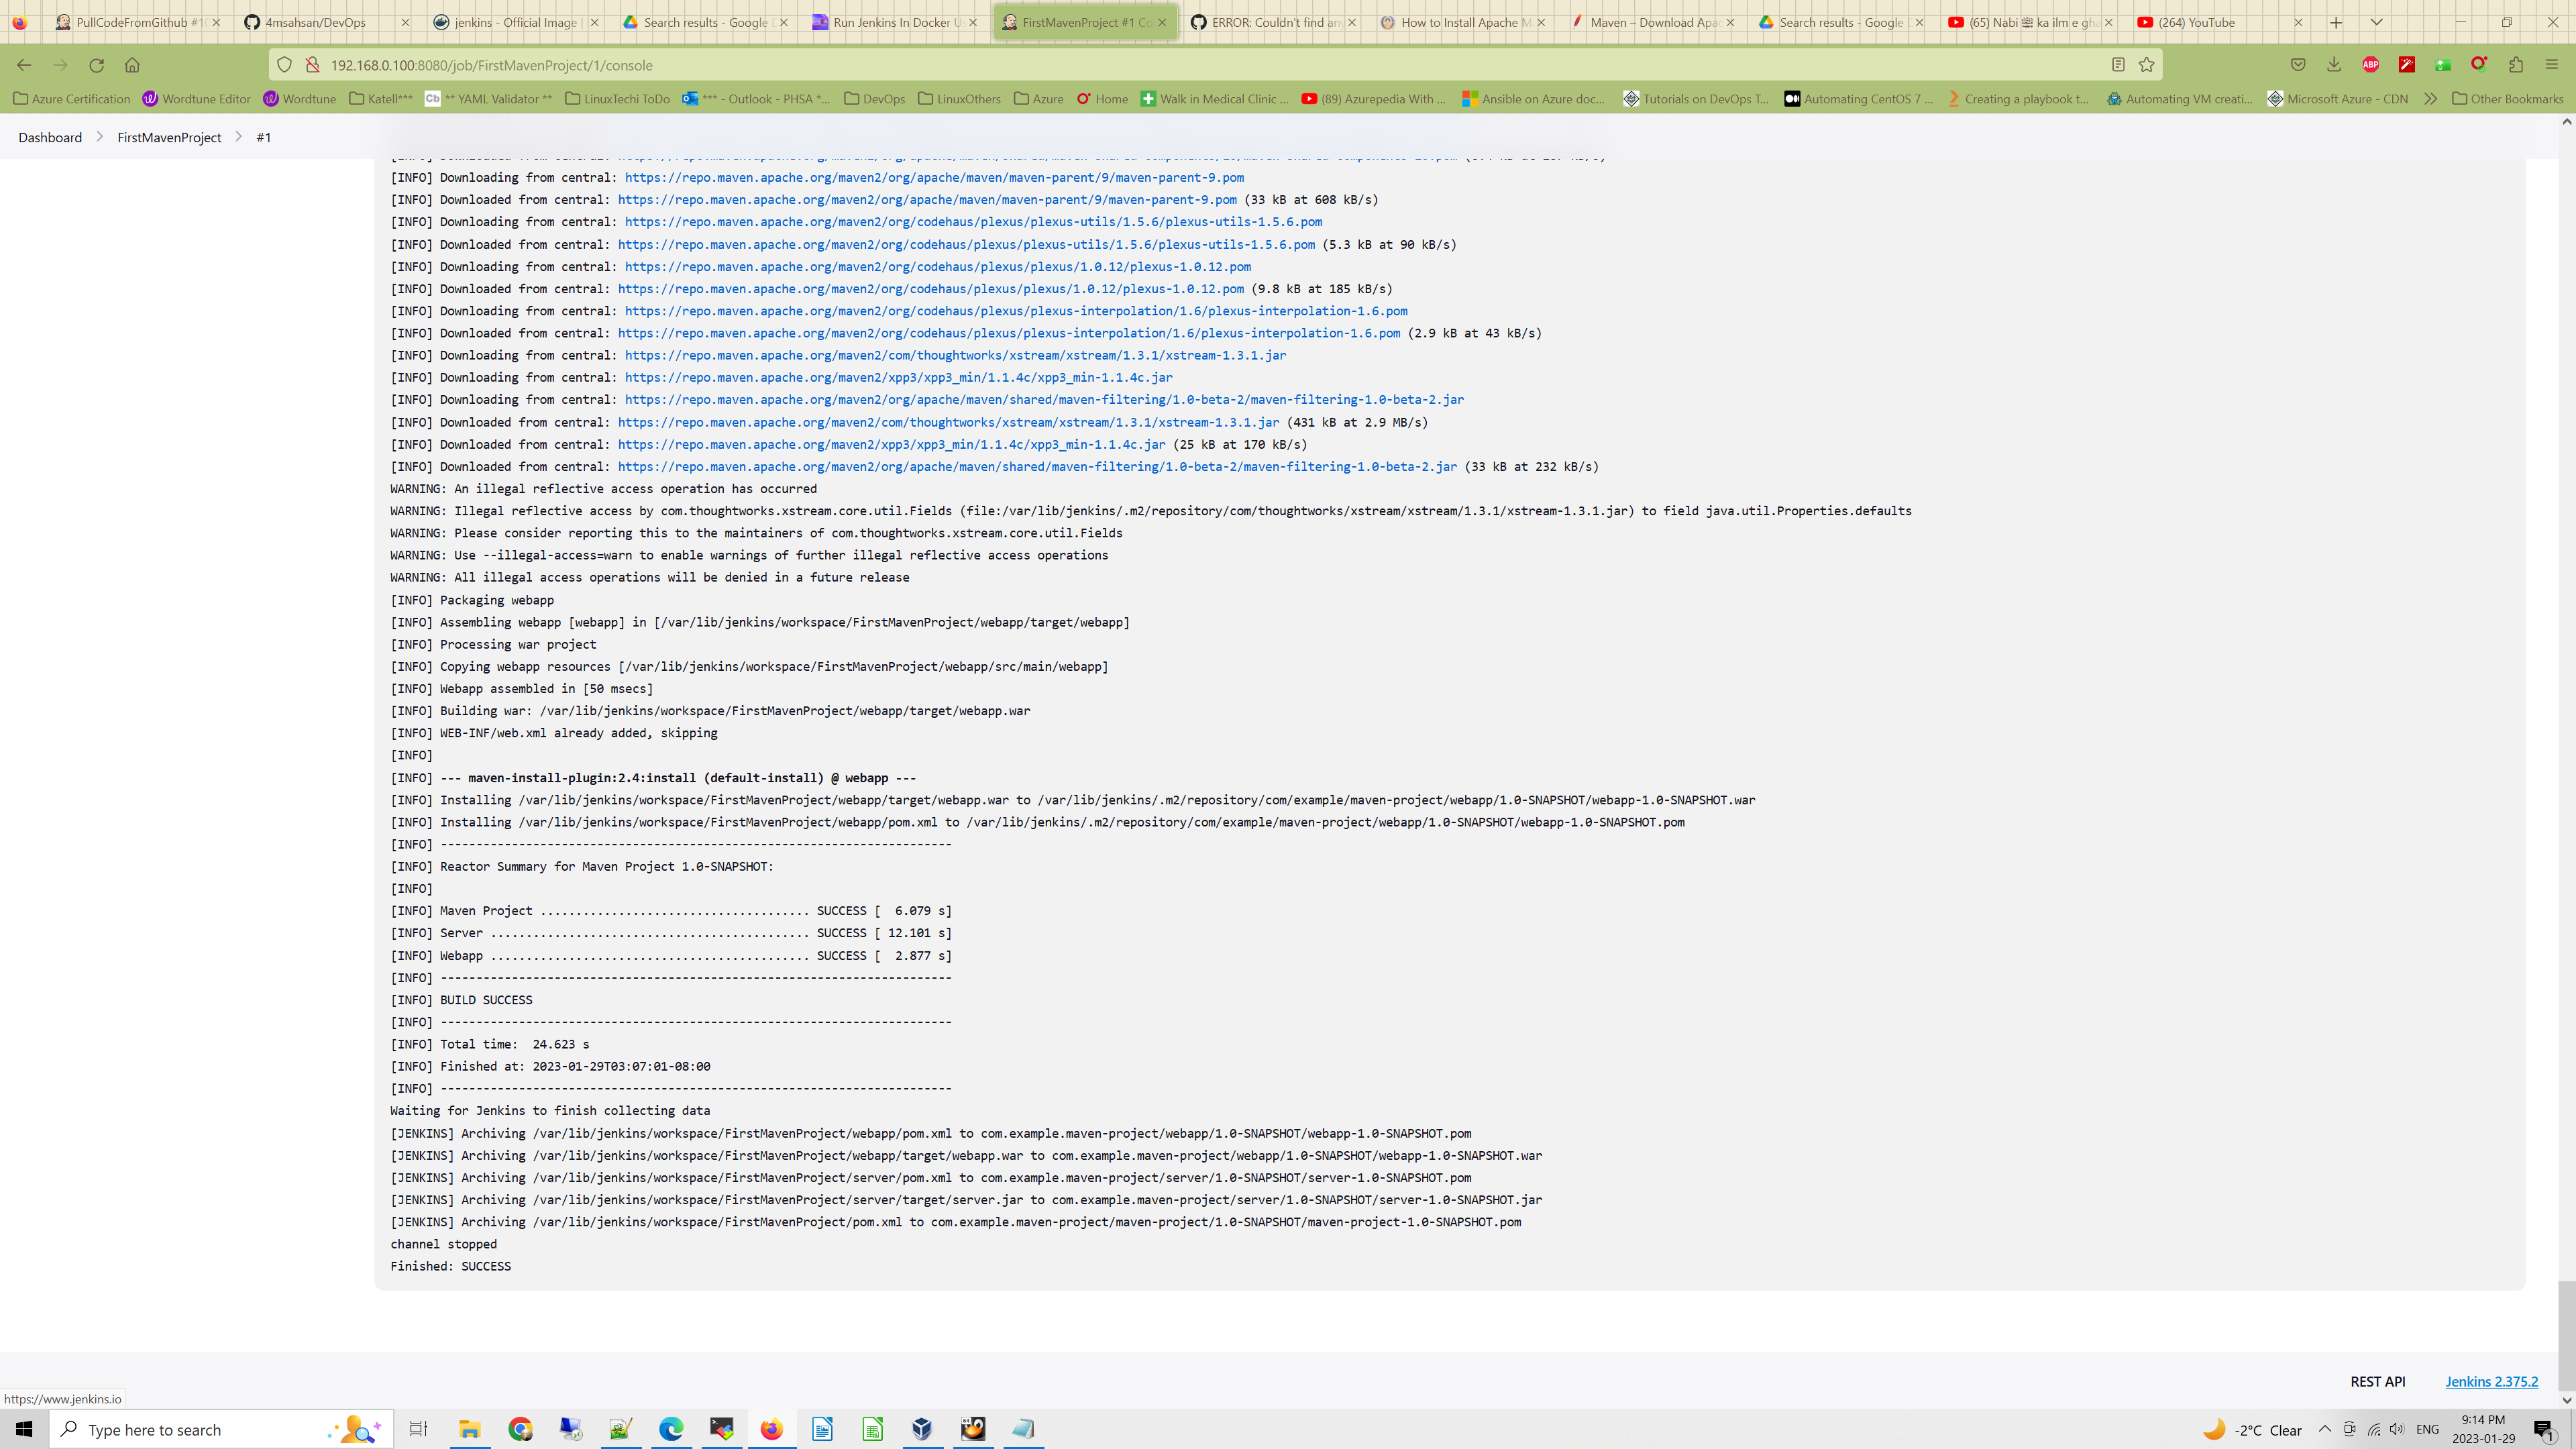 PullCodeFromGithub #1
4msahsan/DevOps
jenkins - Official Image |
Search results - Google D
Run Jenkins In Docker U
FirstMavenProject #1 Co
ERROR: Couldn't find any
How to Install Apache M
Maven – Download Apac
Search results - Google
(65) Nabi ﷺ ka ilm e gha
(264) YouTube
192.168.0.100:8080/job/FirstMavenProject/1/console
Azure Certification
Wordtune Editor
Wordtune
Katell***
Cb ** YAML Validator **
LinuxTechi ToDo
*** - Outlook - PHSA *...
DevOps
LinuxOthers
Azure
Home
Walk in Medical Clinic ...
(89) Azurepedia With ...
Ansible on Azure doc...
Tutorials on DevOps T...
Automating CentOS 7 ...
Creating a playbook t...
Automating VM creati...
Microsoft Azure - CDN
Other Bookmarks
ABP
Dashboard > FirstMavenProject > #1
[INFO] Downloading from central: https://repo.maven.apache.org/maven2/org/apache/maven/maven-parent/9/maven-parent-9.pom
[INFO] Downloaded from central: https://repo.maven.apache.org/maven2/org/apache/maven/maven-parent/9/maven-parent-9.pom (33 kB at 608 kB/s)
[INFO] Downloading from central: https://repo.maven.apache.org/maven2/org/codehaus/plexus/plexus-utils/1.5.6/plexus-utils-1.5.6.pom
[INFO] Downloaded from central: https://repo.maven.apache.org/maven2/org/codehaus/plexus/plexus-utils/1.5.6/plexus-utils-1.5.6.pom (5.3 kB at 90 kB/s)
[INFO] Downloading from central: https://repo.maven.apache.org/maven2/org/codehaus/plexus/plexus/1.0.12/plexus-1.0.12.pom
[INFO] Downloaded from central: https://repo.maven.apache.org/maven2/org/codehaus/plexus/plexus/1.0.12/plexus-1.0.12.pom (9.8 kB at 185 kB/s)
[INFO] Downloading from central: https://repo.maven.apache.org/maven2/org/codehaus/plexus/plexus-interpolation/1.6/plexus-interpolation-1.6.pom
[INFO] Downloaded from central: https://repo.maven.apache.org/maven2/org/codehaus/plexus/plexus-interpolation/1.6/plexus-interpolation-1.6.pom (2.9 kB at 43 kB/s)
[INFO] Downloading from central: https://repo.maven.apache.org/maven2/com/thoughtworks/xstream/xstream/1.3.1/xstream-1.3.1.jar
[INFO] Downloading from central: https://repo.maven.apache.org/maven2/xpp3/xpp3_min/1.1.4c/xpp3_min-1.1.4c.jar
[INFO] Downloading from central: https://repo.maven.apache.org/maven2/org/apache/maven/shared/maven-filtering/1.0-beta-2/maven-filtering-1.0-beta-2.jar
[INFO] Downloaded from central: https://repo.maven.apache.org/maven2/com/thoughtworks/xstream/xstream/1.3.1/xstream-1.3.1.jar (431 kB at 2.9 MB/s)
[INFO] Downloaded from central: https://repo.maven.apache.org/maven2/xpp3/xpp3_min/1.1.4c/xpp3_min-1.1.4c.jar (25 kB at 170 kB/s)
[INFO] Downloaded from central: https://repo.maven.apache.org/maven2/org/apache/maven/shared/maven-filtering/1.0-beta-2/maven-filtering-1.0-beta-2.jar (33 kB at 232 kB/s)
WARNING: An illegal reflective access operation has occurred
WARNING: Illegal reflective access by com.thoughtworks.xstream.core.util.Fields (file:/var/lib/jenkins/.m2/repository/com/thoughtworks/xstream/xstream/1.3.1/xstream-1.3.1.jar) to field java.util.Properties.defaults
WARNING: Please consider reporting this to the maintainers of com.thoughtworks.xstream.core.util.Fields
WARNING: Use --illegal-access=warn to enable warnings of further illegal reflective access operations
WARNING: All illegal access operations will be denied in a future release
[INFO] Packaging webapp
[INFO] Assembling webapp [webapp] in [/var/lib/jenkins/workspace/FirstMavenProject/webapp/target/webapp]
[INFO] Processing war project
[INFO] Copying webapp resources [/var/lib/jenkins/workspace/FirstMavenProject/webapp/src/main/webapp]
[INFO] Webapp assembled in [50 msecs]
[INFO] Building war: /var/lib/jenkins/workspace/FirstMavenProject/webapp/target/webapp.war
[INFO] WEB-INF/web.xml already added, skipping
[INFO]
[INFO] --- maven-install-plugin:2.4:install (default-install) @ webapp ---
[INFO] Installing /var/lib/jenkins/workspace/FirstMavenProject/webapp/target/webapp.war to /var/lib/jenkins/.m2/repository/com/example/maven-project/webapp/1.0-SNAPSHOT/webapp-1.0-SNAPSHOT.war
[INFO] Installing /var/lib/jenkins/workspace/FirstMavenProject/webapp/pom.xml to /var/lib/jenkins/.m2/repository/com/example/maven-project/webapp/1.0-SNAPSHOT/webapp-1.0-SNAPSHOT.pom
[INFO] ------------------------------------------------------------------------
[INFO] Reactor Summary for Maven Project 1.0-SNAPSHOT:
[INFO]
[INFO] Maven Project ...................................... SUCCESS [  6.079 s]
[INFO] Server ............................................. SUCCESS [ 12.101 s]
[INFO] Webapp ............................................. SUCCESS [  2.877 s]
[INFO] ------------------------------------------------------------------------
[INFO] BUILD SUCCESS
[INFO] ------------------------------------------------------------------------
[INFO] Total time:  24.623 s
[INFO] Finished at: 2023-01-29T03:07:01-08:00
[INFO] ------------------------------------------------------------------------
Waiting for Jenkins to finish collecting data
[JENKINS] Archiving /var/lib/jenkins/workspace/FirstMavenProject/webapp/pom.xml to com.example.maven-project/webapp/1.0-SNAPSHOT/webapp-1.0-SNAPSHOT.pom
[JENKINS] Archiving /var/lib/jenkins/workspace/FirstMavenProject/webapp/target/webapp.war to com.example.maven-project/webapp/1.0-SNAPSHOT/webapp-1.0-SNAPSHOT.war
[JENKINS] Archiving /var/lib/jenkins/workspace/FirstMavenProject/server/pom.xml to com.example.maven-project/server/1.0-SNAPSHOT/server-1.0-SNAPSHOT.pom
[JENKINS] Archiving /var/lib/jenkins/workspace/FirstMavenProject/server/target/server.jar to com.example.maven-project/server/1.0-SNAPSHOT/server-1.0-SNAPSHOT.jar
[JENKINS] Archiving /var/lib/jenkins/workspace/FirstMavenProject/pom.xml to com.example.maven-project/maven-project/1.0-SNAPSHOT/maven-project-1.0-SNAPSHOT.pom
channel stopped
Finished: SUCCESS
REST API
Jenkins 2.375.2
https://www.jenkins.io
Type here to search
-2°C Clear
ENG
9:14 PM
2023-01-29
1